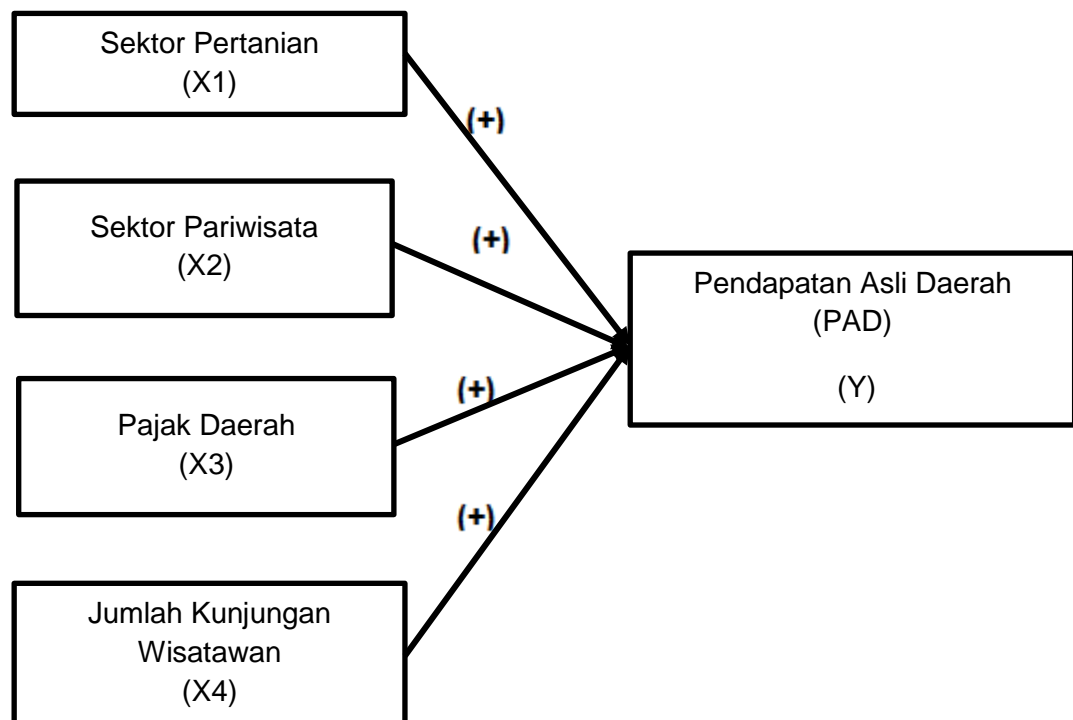 Sektor Pertanian
(X1)
(+)
Sektor Pariwisata
(X2)
(+)
Pendapatan Asli Daerah
(PAD)
(Y)
Pajak Daerah
(X3)
(+)
(+)
Jumlah Kunjungan
Wisatawan
(X4)